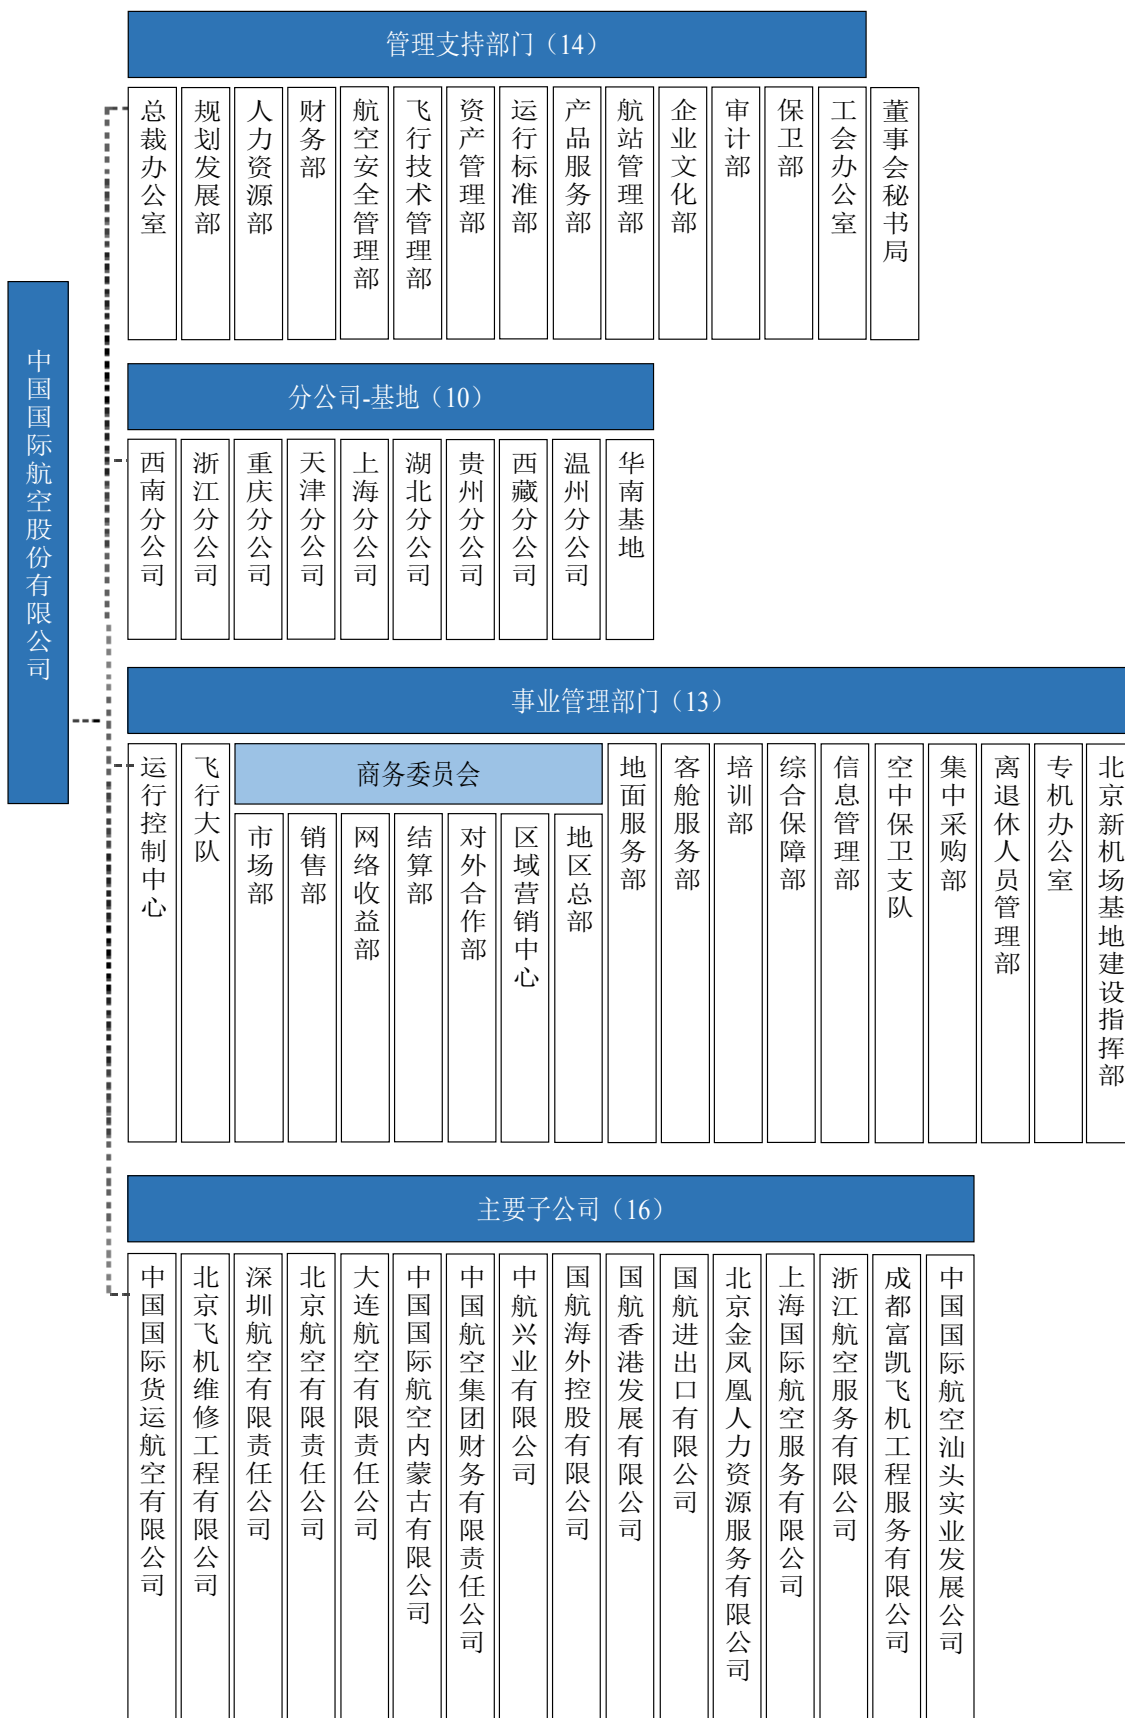 管理支持部门（14）
总裁办公室
规划发展部
人力资源部
财务部
航空安全管理部
飞行技术管理部
资产管理部
运行标准部
产品服务部
航站管理部
企业文化部
审计部
保卫部
工会办公室
董事会秘书局
中国国际航空股份有限公司
分公司-基地（10）
西南分公司
浙江分公司
重庆分公司
天津分公司
上海分公司
湖北分公司
贵州分公司
西藏分公司
温州分公司
华南基地
事业管理部门（13）
运行控制中心
飞行大队
商务委员会
市场部
销售部
网络收益部
结算部
对外合作部
区域营销中心
地区总部
地面服务部
客舱服务部
培训部
综合保障部
信息管理部
空中保卫支队
集中采购部
离退休人员管理部
专机办公室
北京新机场基地建设指挥部
主要子公司（16）
中国国际货运航空有限公司
北京飞机维修工程有限公司
深圳航空有限责任公司
北京航空有限责任公司
大连航空有限责任公司
中国国际航空内蒙古有限公司
中国航空集团财务有限责任公司
中航兴业有限公司
国航海外控股有限公司
国航香港发展有限公司
国航进出口有限公司
北京金凤凰人力资源服务有限公司
上海国际航空服务有限公司
浙江航空服务有限公司
成都富凯飞机工程服务有限公司
中国国际航空汕头实业发展公司